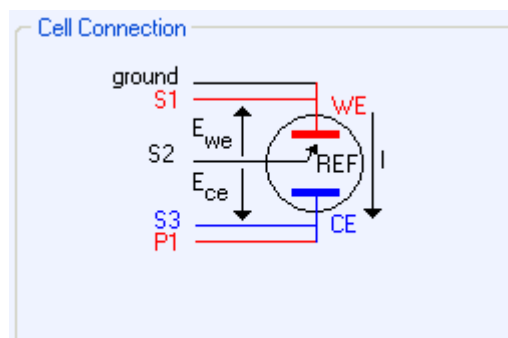 Cell Connection
ground
S1
WE
Ewe
S2
REF
I
Ece
S3
CE
P1